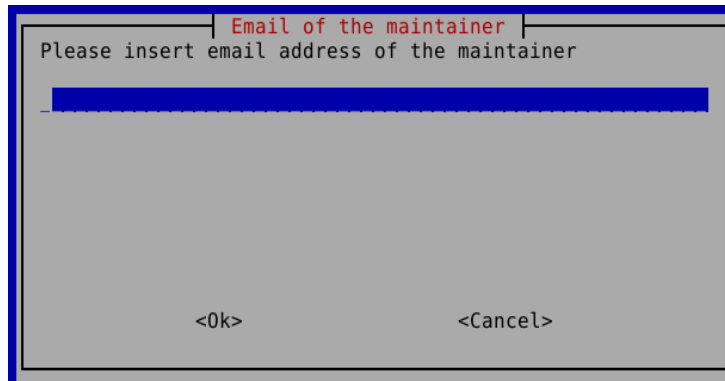 Email of the maintainer
Please insert email address of the maintainer
<Ok> <Cancel>